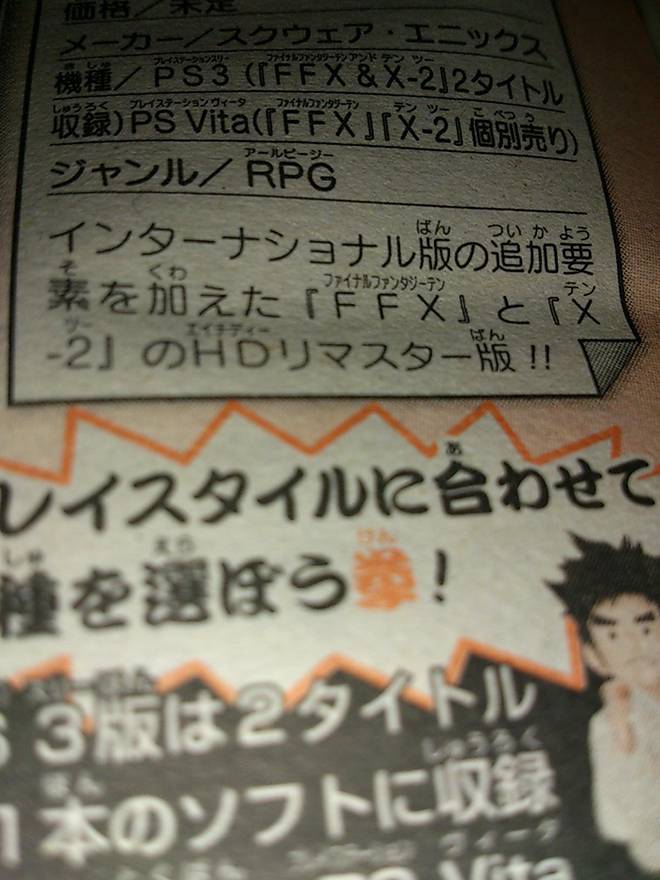 価格／未定
メーカー／スクウェア・エニックス
機種／PS3（『FFX＆X-2』2タイトル
収録）PS Vita(『FFX』『X-2』個別売り）
ジャンル／RPG
インターナショナル版の追加要
素を加えた『FFX』と『X
-2』のHDリマスター版!!
レイスタイルに合わせて
種を選ぼう拳!
3版は2タイトル
1本のソフトに収録
Vita